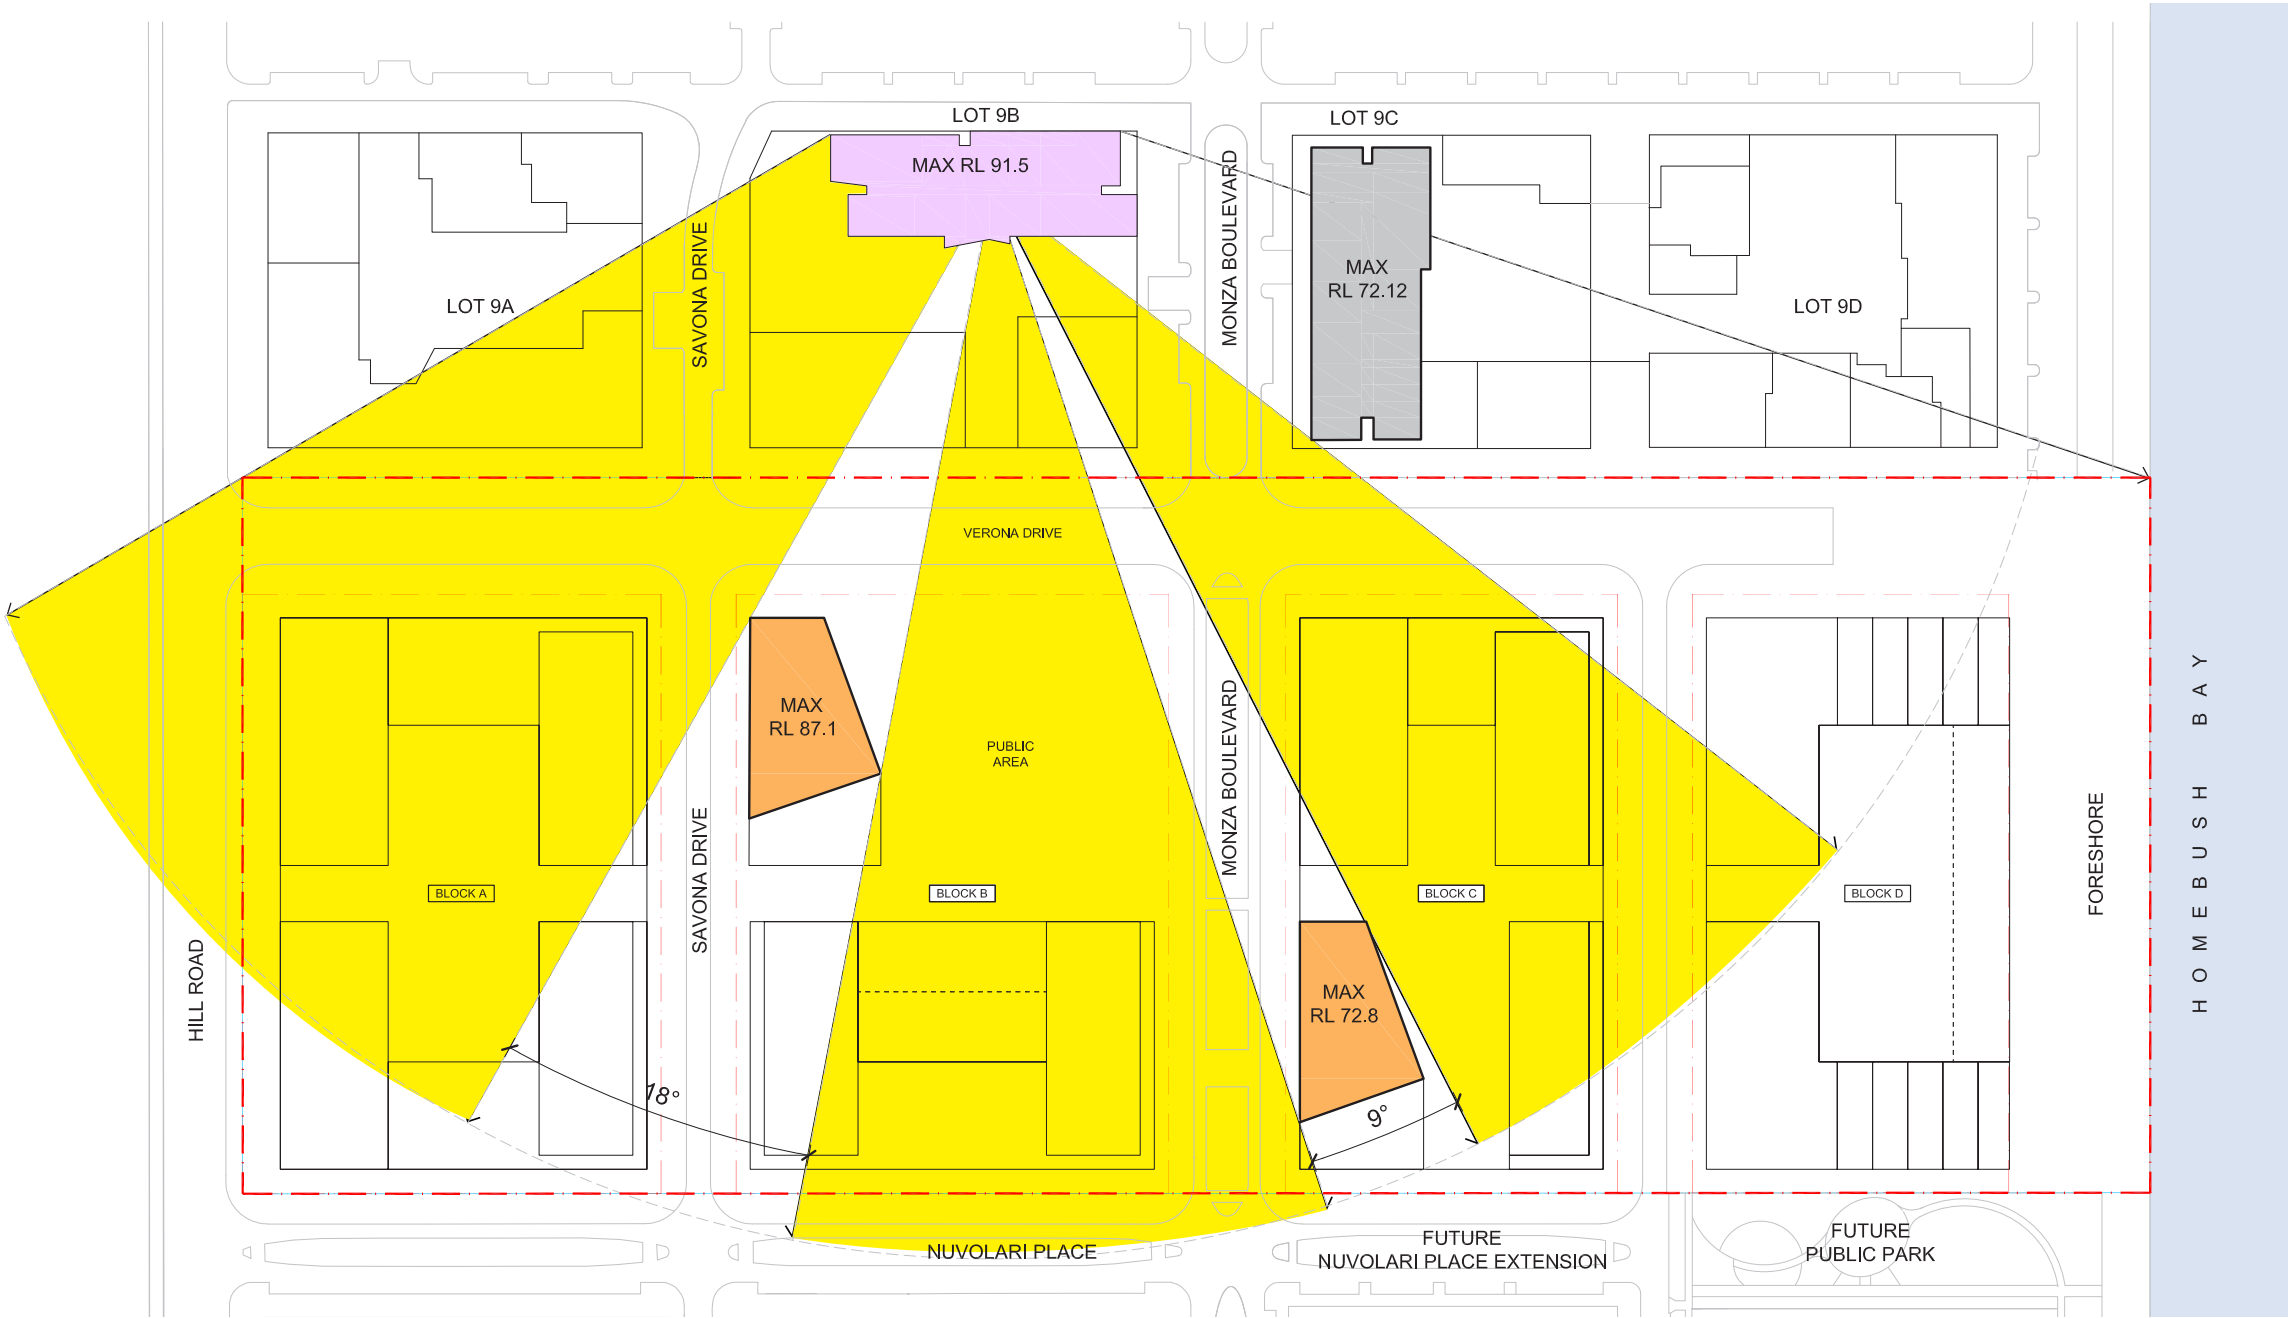 LOT 9B
LOT 9C
MAX RL 91.5
MONZA BOULEVARD
SAVONA DRIVE
MAX
RL 72.12
LOT 9A
LOT 9D
VERONA DRIVE
MAX
RL 87.1
PUBLIC
AREA
MONZA BOULEVARD
HOMEBUSH BAY
FORESHORE
SAVONA DRIVE
BLOCK A
BLOCK B
BLOCK C
BLOCK D
HILL ROAD
MAX
RL 72.8
18°
9°
NUVOLARI PLACE
FUTURE
NUVOLARI PLACE EXTENSION
FUTURE
PUBLIC PARK